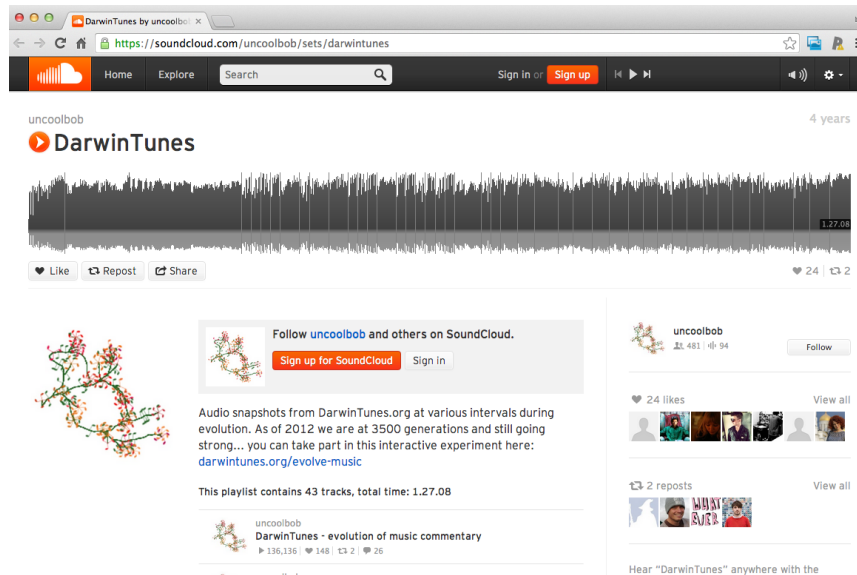 DarwinTunes by uncoolbo
https://soundcloud.com/uncoolbob/sets/darwintunes
Home Explore Search Sign in or Sign up
uncoolbob 4 years
DarwinTunes
1.27.08
Like Repost Share 24 2
Follow uncoolbob and others on SoundCloud.
Sign up for SoundCloud Sign in
uncoolbob
481 94 Follow
24 likes View all
Audio snapshots from DarwinTunes.org at various intervals during
evolution. As of 2012 we are at 3500 generations and still going
strong... you can take part in this interactive experiment here:
darwintunes.org/evolve-music
This playlist contains 43 tracks, total time: 1.27.08
2 reposts View all
WHAT
EVER
uncoolbob
DarwinTunes - evolution of music commentary
136,136 148 2 26
Hear "DarwinTunes" anywhere with the